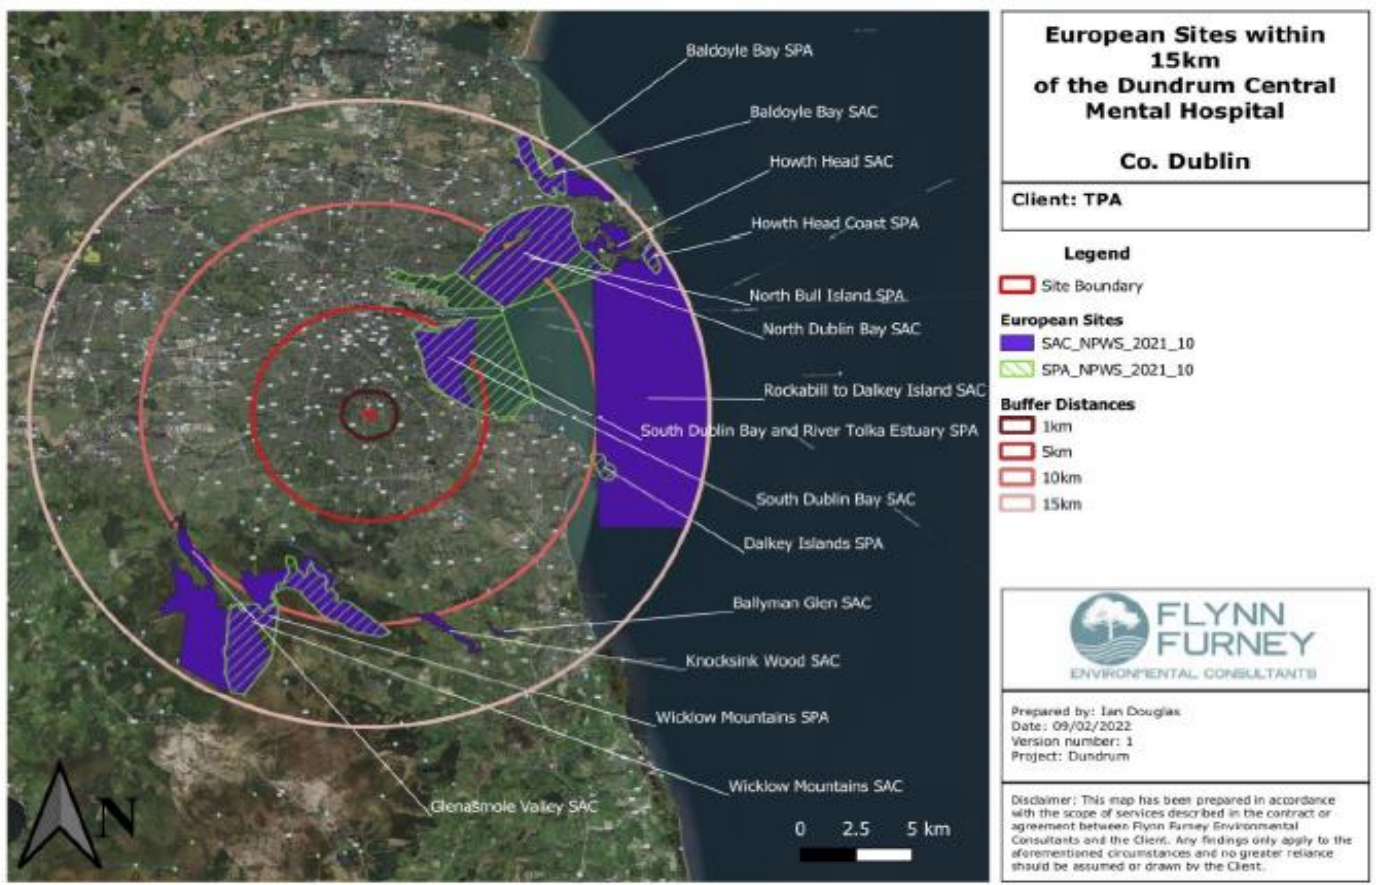 Baldoyle Bay SPA
Baldoyle Bay SAC
Howth Head SAC
Howth Head Coast SPA
North Bull Island SPA
North Dublin Bay SAC
Rockabill to Dalkey Island SAC
South Dublin Bay and River Tolka Estuary SPA
South Dublin Bay SAC
Dalkey Islands SPA
Ballyman Glen SAC
Knocksink Wood SAC
Wicklow Mountains SPA
Wicklow Mountains SAC
Glenasmole Valley SAC
N
0 2.5 5 km
European Sites within
15km
of the Dundrum Central
Mental Hospital
Co. Dublin
Client: TPA
Legend
Site Boundary
European Sites
SAC_NPWS_2021_10
SPA_NPWS_2021_10
Buffer Distances
1km
5km
10km
15km
FLYNN
FURNEY
ENVIRONMENTAL CONSULTANTS
Prepared by: Ian Douglas
Date: 09/02/2022
Version number: 1
Project: Dundrum
Disclaimer: This map has been prepared in accordance
with the scope of services described in the contract or
agreement between Flynn Furney Environmental
Consultants and the Client. Any findings only apply to the
aforementioned circumstances and no greater reliance
should be assumed or drawn by the Client.